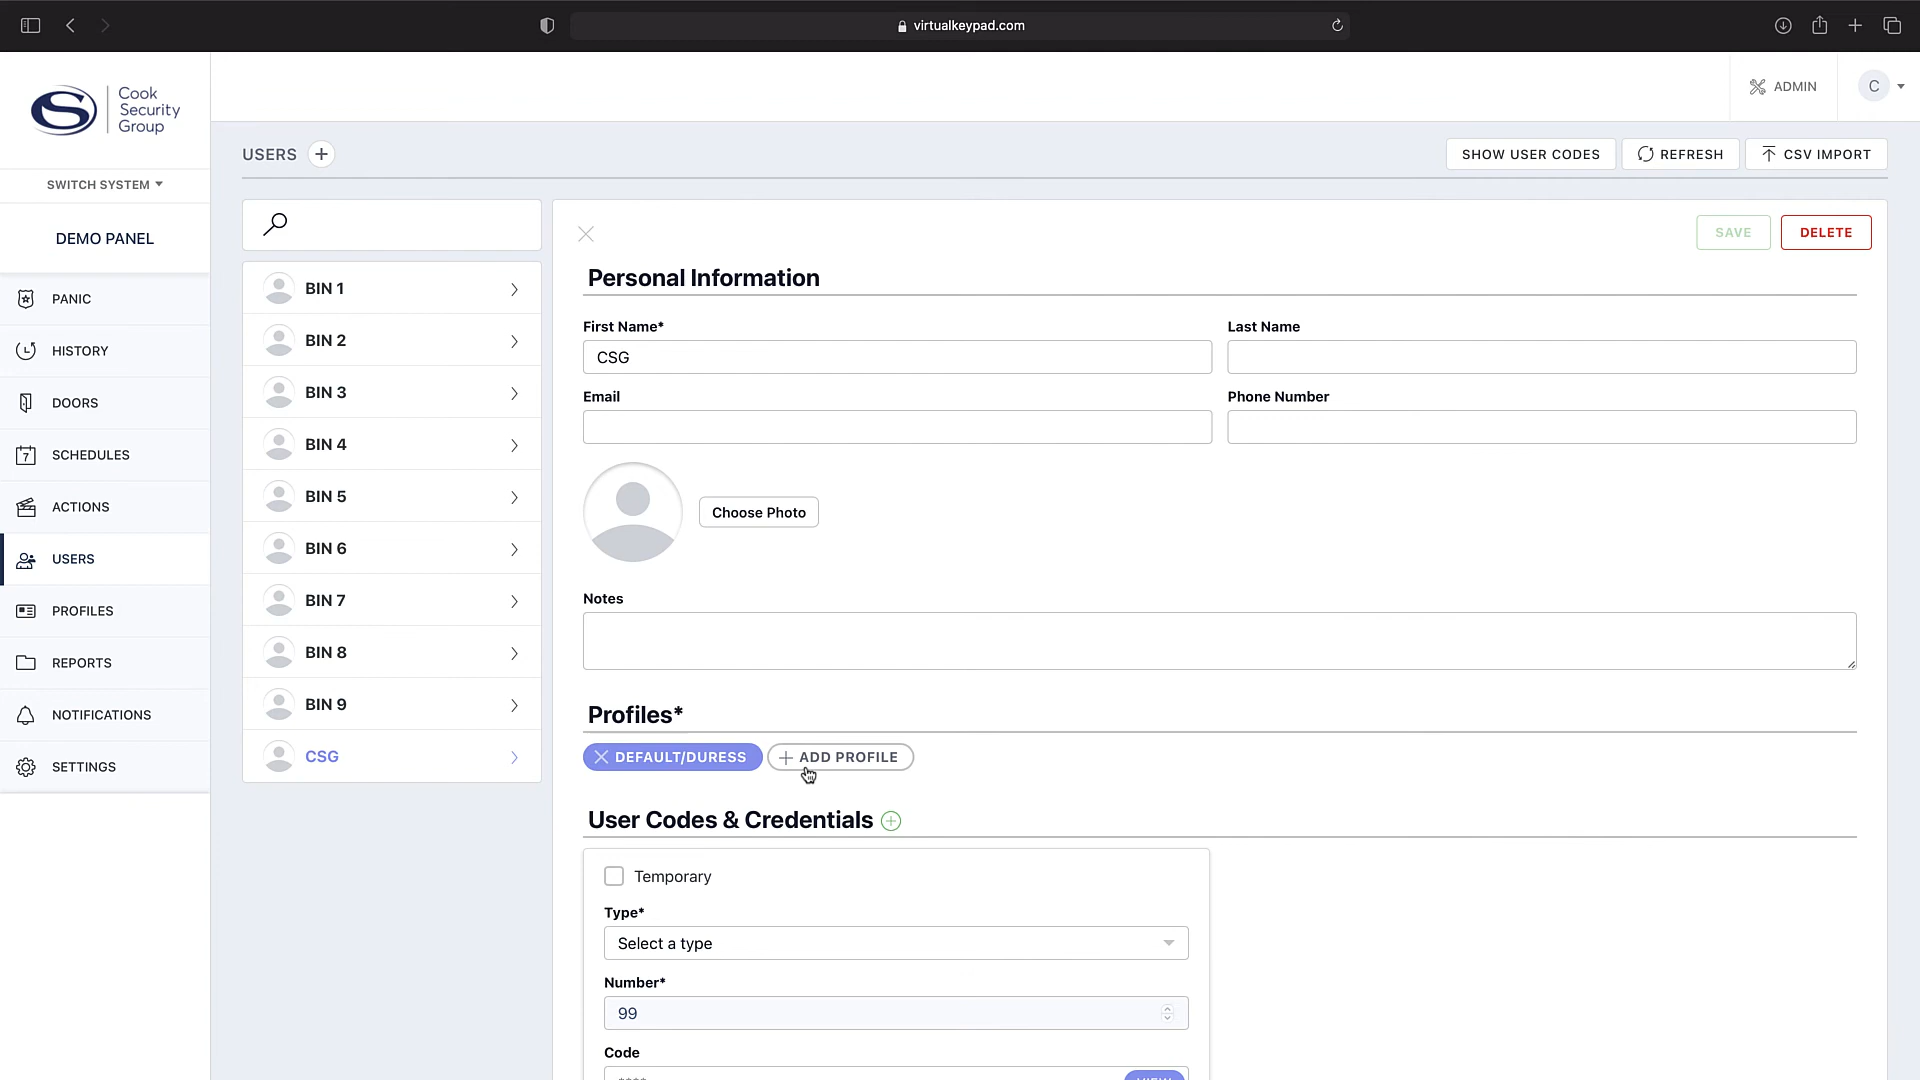 virtualkeypad.com
Cook
Security
Group
ADMIN
C
SWITCH SYSTEM
USERS
SHOW USER CODES
REFRESH
CSV IMPORT
DEMO PANEL
PANIC
HISTORY
DOORS
7
SCHEDULES
ACTIONS
USERS
PROFILES
REPORTS
NOTIFICATIONS
SETTINGS
BIN 1
BIN 2
BIN 3
BIN 4
BIN 5
BIN 6
BIN 7
BIN 8
BIN 9
CSG
SAVE
DELETE
Personal Information
First Name*
Last Name
CSG
Email
Phone Number
Choose Photo
Notes
Profiles*
DEFAULT/DURESS
ADD PROFILE
User Codes & Credentials
Temporary
Type*
Select a type
Number*
99
Code
****
VIEW